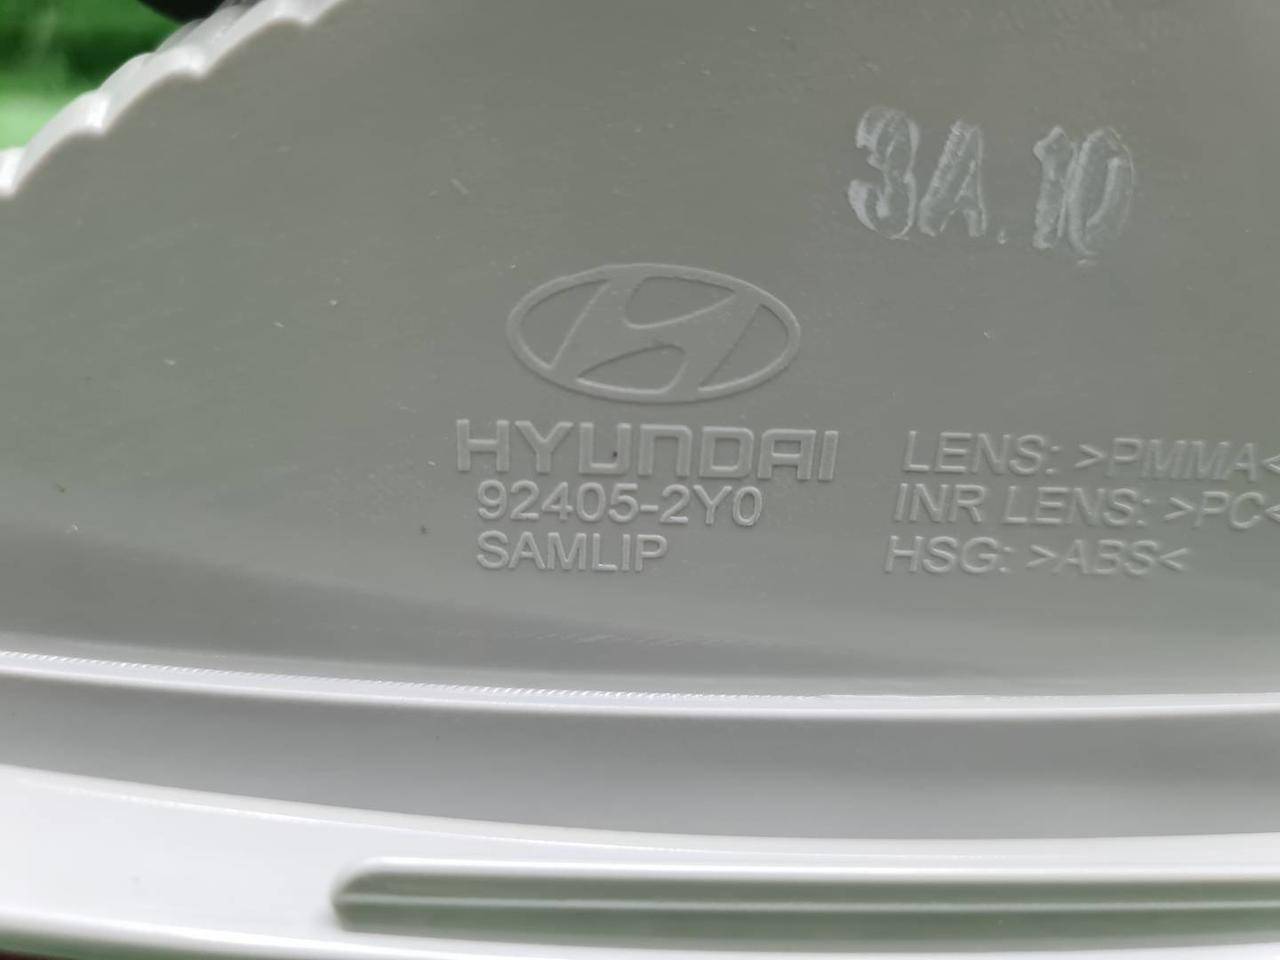 3A.10
HYUNDAI
92405-2Y0
SAMLIP
LENS: >PMMA<
INR LENS: >PC<
HSG: >ABS<